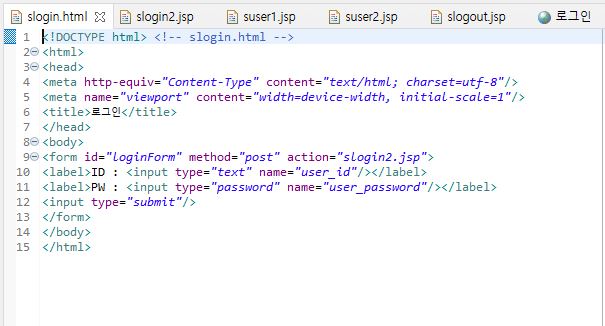 slogin.html slogin2.jsp suser1.jsp suser2.jsp slogout.jsp 로그인
1 <!DOCTYPE html> <!-- slogin.html -->
2 <html>
3 <head>
4 <meta http-equiv="Content-Type" content="text/html; charset=utf-8"/>
5 <meta name="viewport" content="width=device-width, initial-scale=1"/>
6 <title>로그인</title>
7 </head>
8 <body>
9 <form id="loginForm" method="post" action="slogin2.jsp">
10 <label>ID : <input type="text" name="user_id"/></label>
11 <label>PW : <input type="password" name="user_password"/></label>
12 <input type="submit"/>
13 </form>
14 </body>
15 </html>